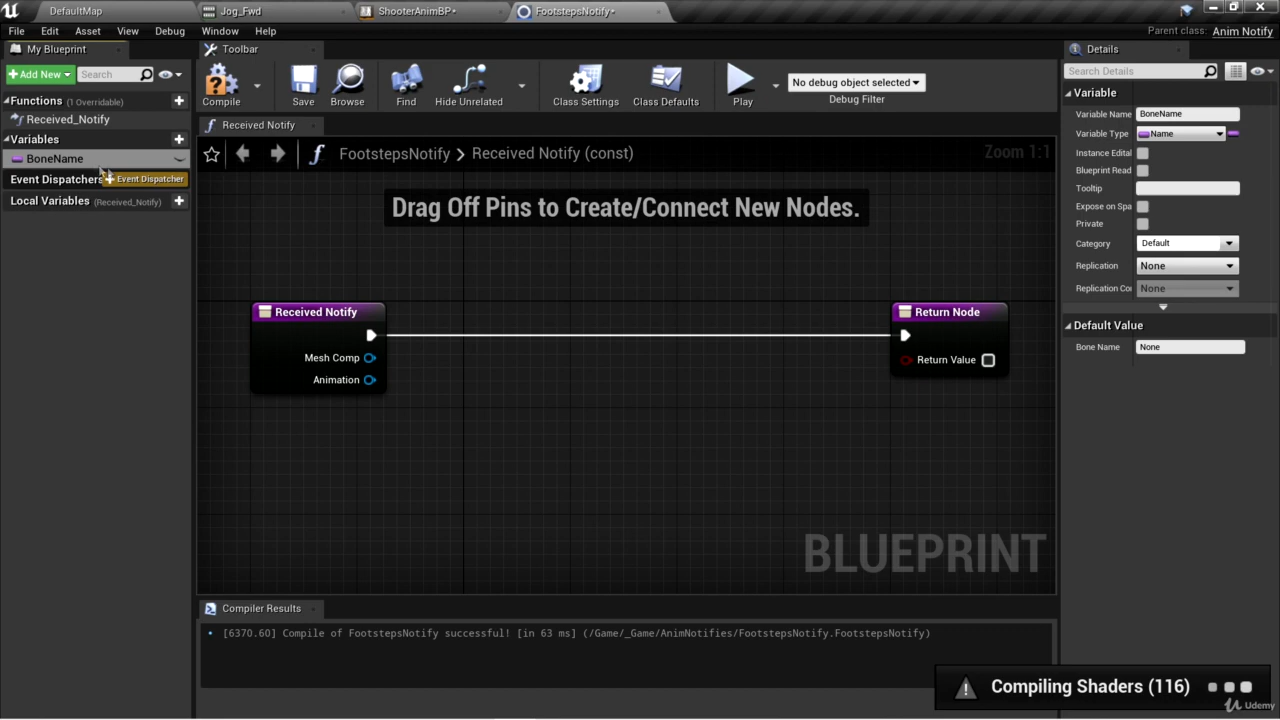 DefaultMap
Jog_Fwd
ShooterAnimBP*
FootstepsNotify*
File Edit Asset View Debug Window Help
Parent class: Anim Notify
My Blueprint
Toolbar
Details
Add New
Search
Compile
Save
Browse
Find
Hide Unrelated
Class Settings
Class Defaults
Play
No debug object selected
Debug Filter
Search Details
Functions (1 Overridable)
Received_Notify
Variables
BoneName
Event Dispatchers
Event Dispatcher
Local Variables (Received_Notify)
Received Notify
FootstepsNotify > Received Notify (const)
Zoom 1:1
Drag Off Pins to Create/Connect New Nodes.
Received Notify
Mesh Comp
Animation
Return Node
Return Value
BLUEPRINT
Variable
Variable Name BoneName
Variable Type Name
Instance Edital
Blueprint Read
Tooltip
Expose on Spa
Private
Category Default
Replication None
Replication Cor None
Default Value
Bone Name None
Compiler Results
• [6370.60] Compile of FootstepsNotify successful! [in 63 ms] (/Game/_Game/AnimNotifies/FootstepsNotify.FootstepsNotify)
Compiling Shaders (116)
Udemy